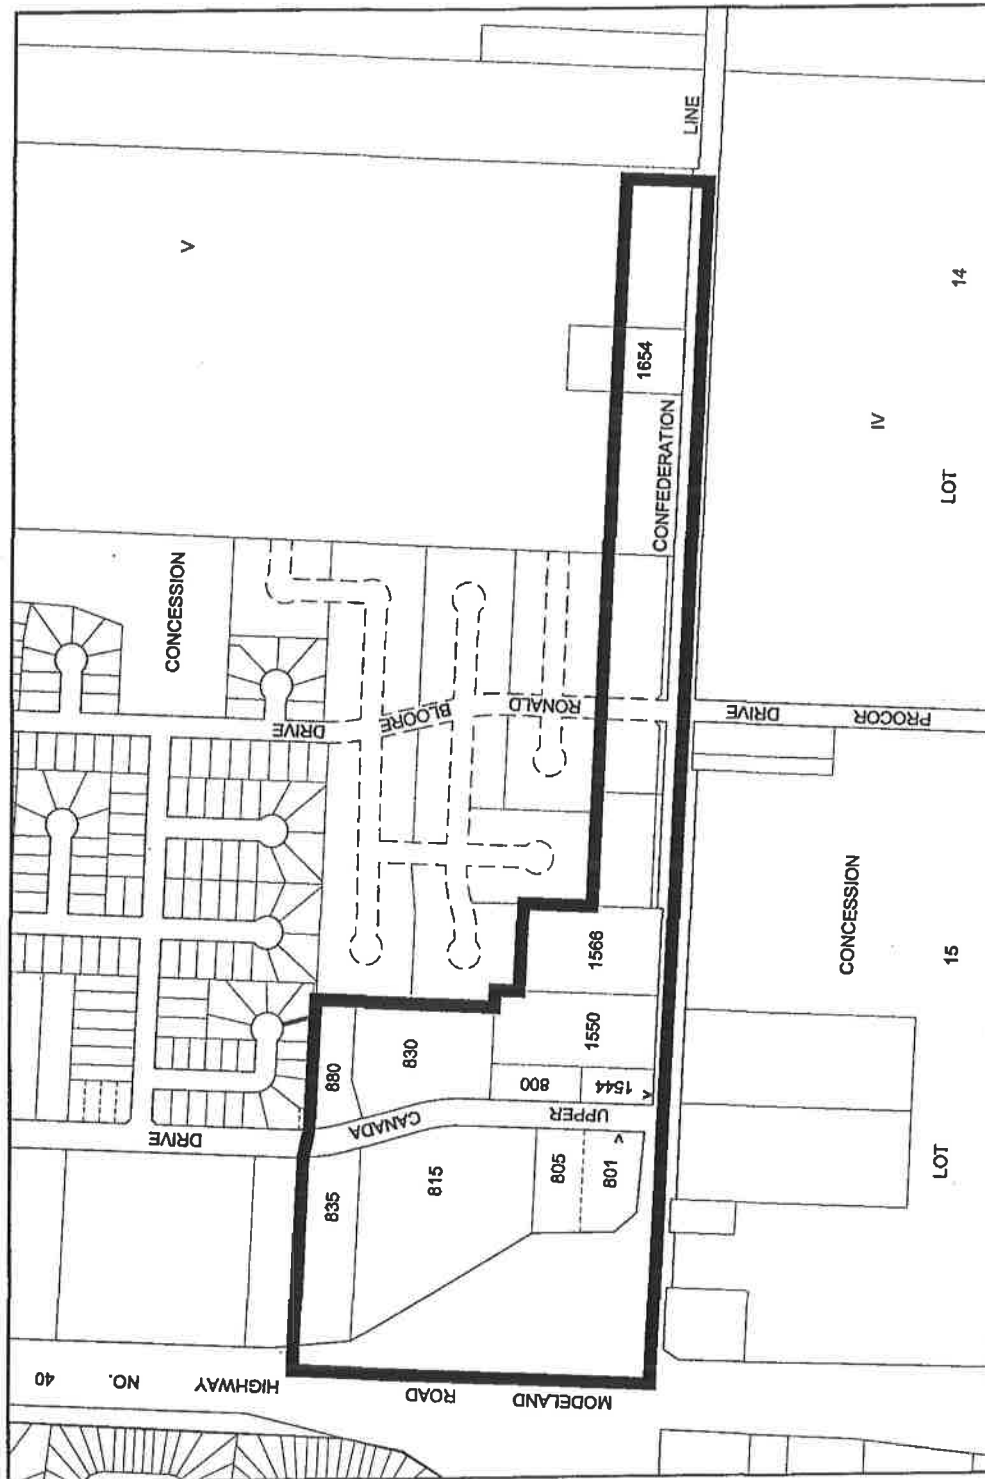 V
LINE
14
1654
IV
CONFEDERATION
LOT
CONCESSION
DRIVE BLOORE RONALD
DRIVE PROCOR
CONCESSION
1566
15
830
880
1550
800
1544
DRIVE
CANADA
UPPER
835
815
805
801
LOT
HIGHWAY NO. 40
MODELAND ROAD